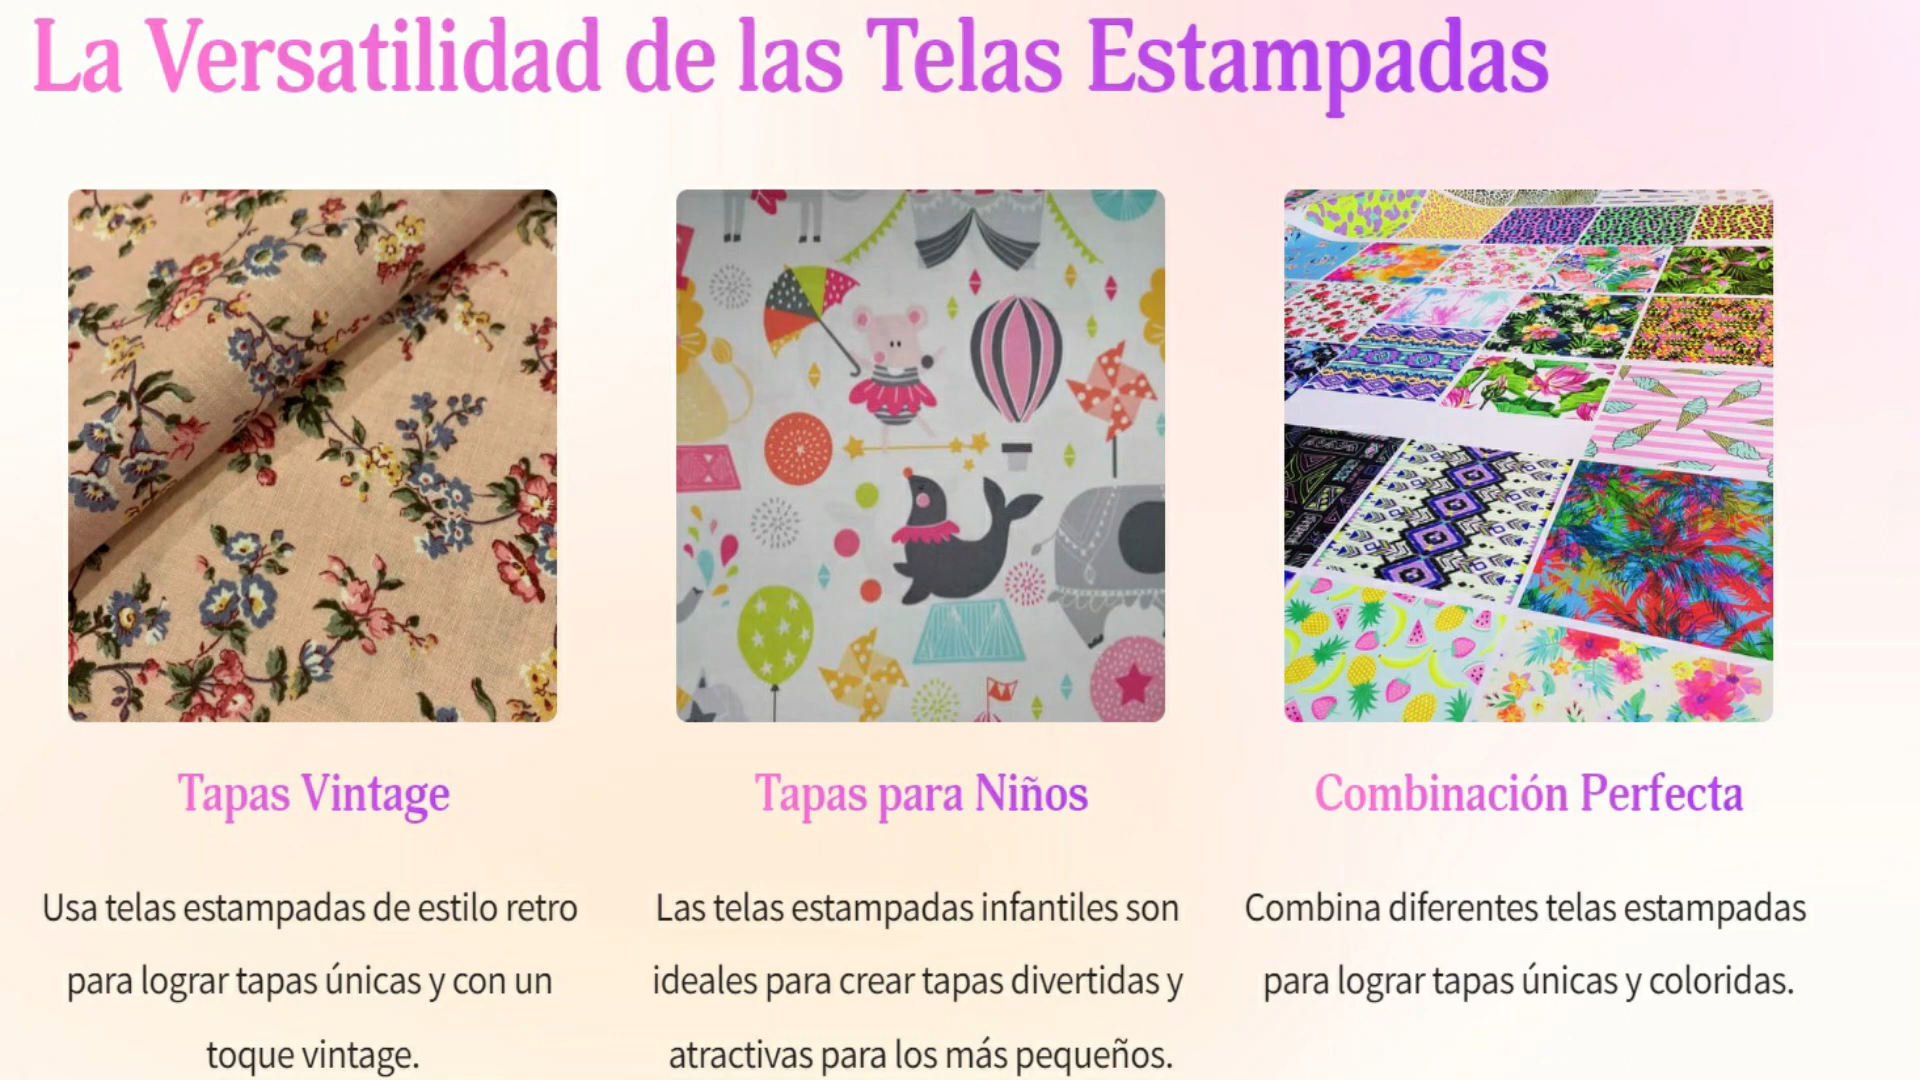 La Versatilidad de las Telas Estampadas
Tapas Vintage
Usa telas estampadas de estilo retro
para lograr tapas únicas y con un
toque vintage.
Tapas para Niños
Las telas estampadas infantiles son
ideales para crear tapas divertidas y
atractivas para los más pequeños.
Combinación Perfecta
Combina diferentes telas estampadas
para lograr tapas únicas y coloridas.